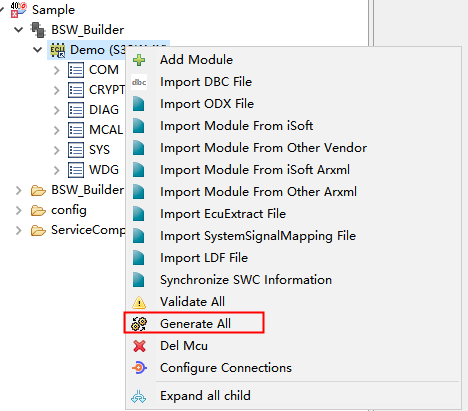 Sample
BSW_Builder
Demo (S32
COM
CRYPT
DIAG
MCAL
SYS
WDG
BSW_Builder
config
ServiceComp
Add Module
dbc Import DBC File
Import ODX File
Import Module From iSoft
Import Module From Other Vendor
Import Module From iSoft Arxml
Import Module From Other Arxml
Import EcuExtract File
Import SystemSignalMapping File
Import LDF File
Synchronize SWC Information
Validate All
Generate All
Del Mcu
Configure Connections
Expand all child